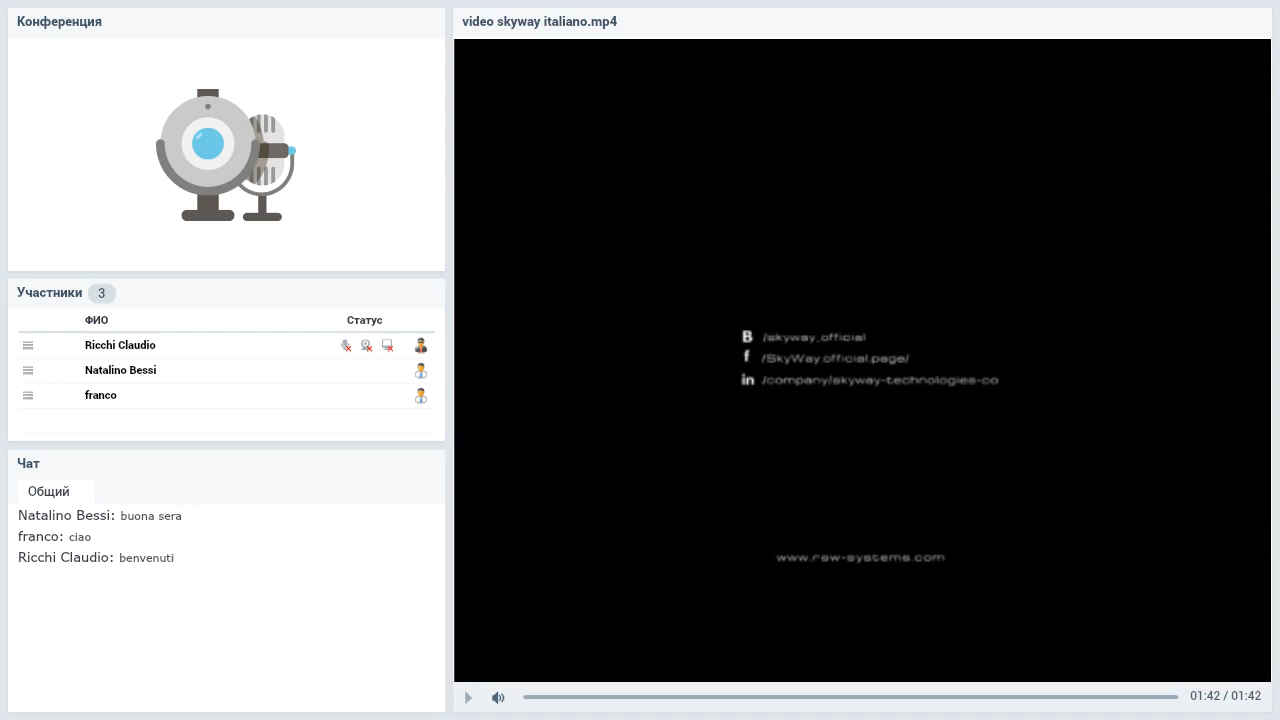 Конференция
Участники 3
ФИО Статус
Ricchi Claudio
Natalino Bessi
franco
Чат
Общий
Natalino Bessi: buona sera
franco: ciao
Ricchi Claudio: benvenuti
video skyway italiano.mp4
B /skyway_official
f /SkyWay.official.page/
in /company/skyway-technologies-co
www.rsw-systems.com
01:42 / 01:42